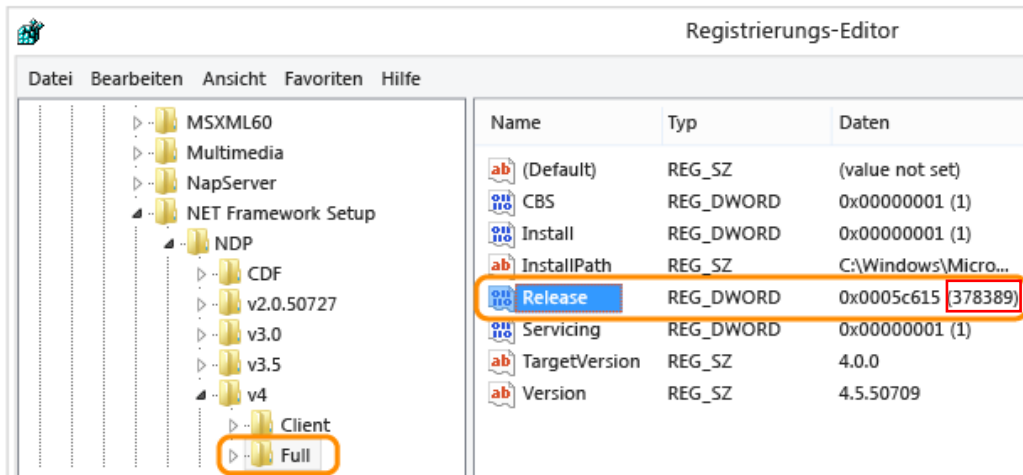 Registrierungs-Editor
Datei Bearbeiten Ansicht Favoriten Hilfe
MSXML60
Multimedia
NapServer
NET Framework Setup
NDP
CDF
v2.0.50727
v3.0
v3.5
v4
Client
Full
Name Typ Daten
(Default) REG_SZ (value not set)
CBS REG_DWORD 0x00000001 (1)
Install REG_DWORD 0x00000001 (1)
InstallPath REG_SZ C:\Windows\Micro...
Release REG_DWORD 0x0005c615 (378389)
Servicing REG_DWORD 0x00000001 (1)
TargetVersion REG_SZ 4.0.0
Version REG_SZ 4.5.50709